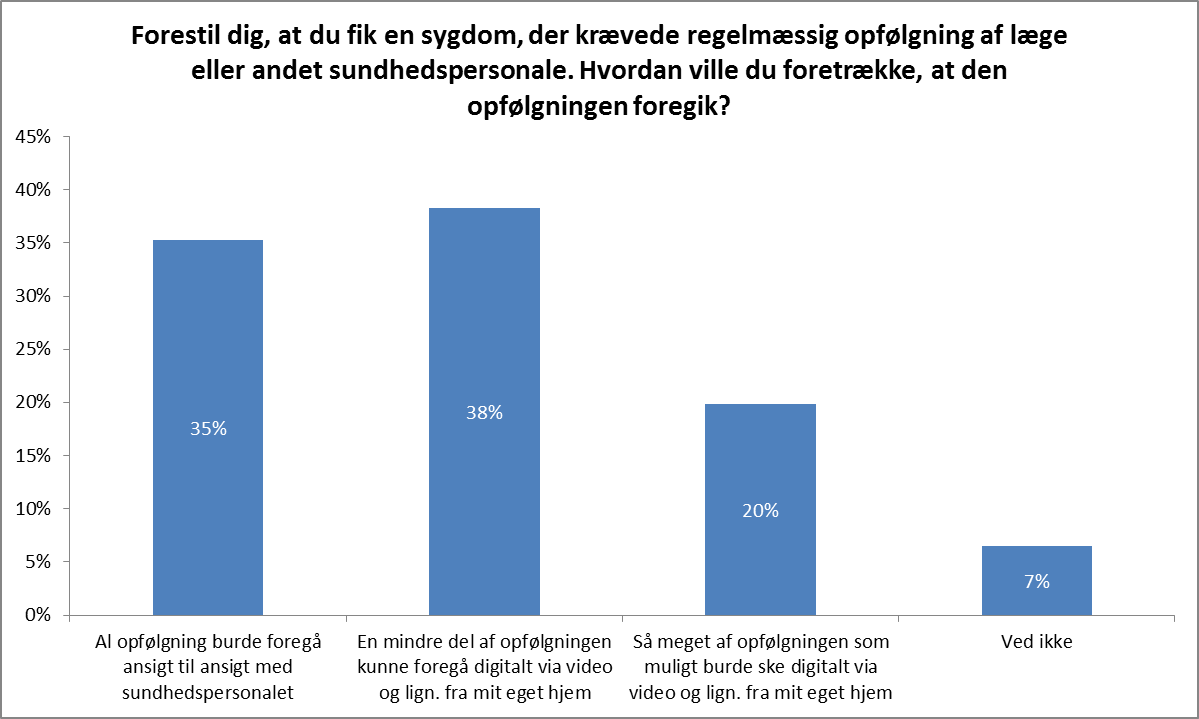 Forestil dig, at du fik en sygdom, der krævede regelmæssig opfølgning af læge
eller andet sundhedspersonale. Hvordan ville du foretrække, at den
opfølgningen foregik?
45%
40%
35%
30%
25%
20%
15%
10%
5%
0%
35%
38%
20%
7%
Al opfølgning burde foregå
ansigt til ansigt med
sundhedspersonalet
En mindre del af opfølgningen
kunne foregå digitalt via video
og lign. fra mit eget hjem
Så meget af opfølgningen som
muligt burde ske digitalt via
video og lign. fra mit eget hjem
Ved ikke